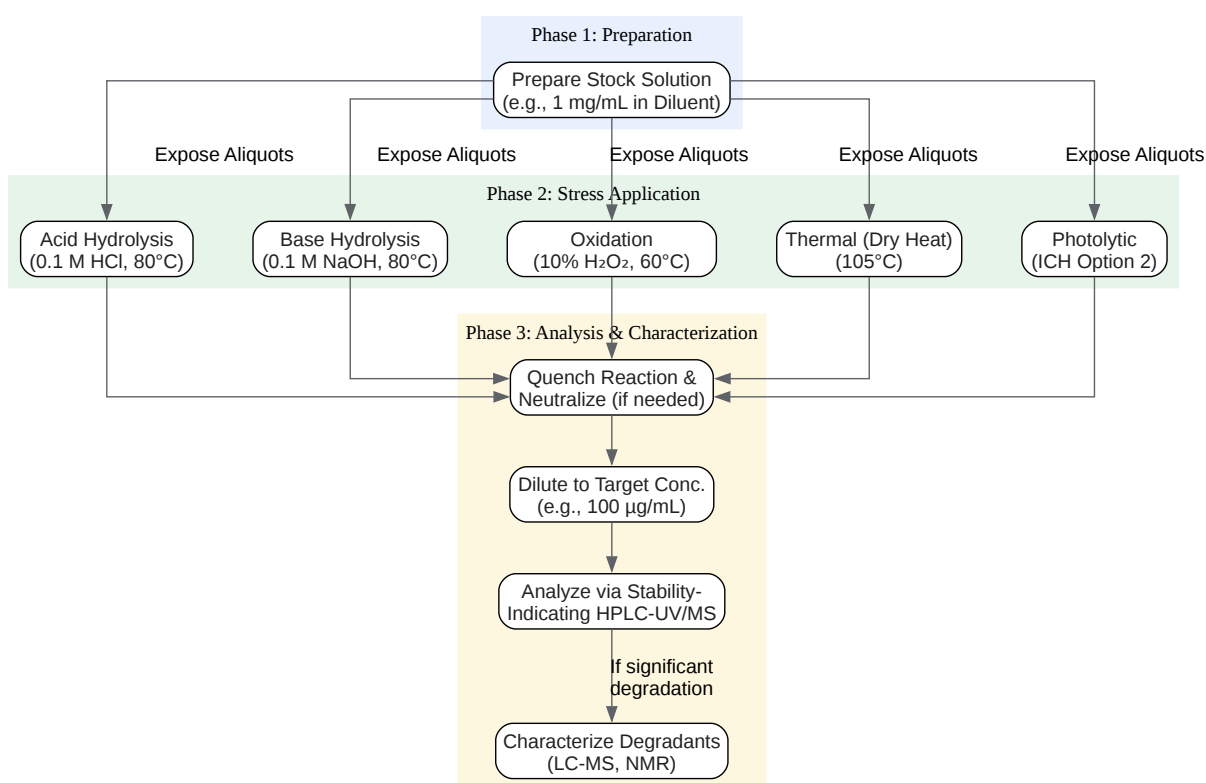 Phase 1: Preparation
Prepare Stock Solution
(e.g., 1 mg/mL in Diluent)
Expose Aliquots
Expose Aliquots
Expose Aliquots
Expose Aliquots
Expose Aliquots
Phase 2: Stress Application
Acid Hydrolysis
(0.1 M HCl, 80°C)
Base Hydrolysis
(0.1 M NaOH, 80°C)
Oxidation
(10% H₂O₂, 60°C)
Thermal (Dry Heat)
(105°C)
Photolytic
(ICH Option 2)
Phase 3: Analysis & Characterization
Quench Reaction &
Neutralize (if needed)
Dilute to Target Conc.
(e.g., 100 µg/mL)
Analyze via Stability-
Indicating HPLC-UV/MS
If significant
degradation
Characterize Degradants
(LC-MS, NMR)